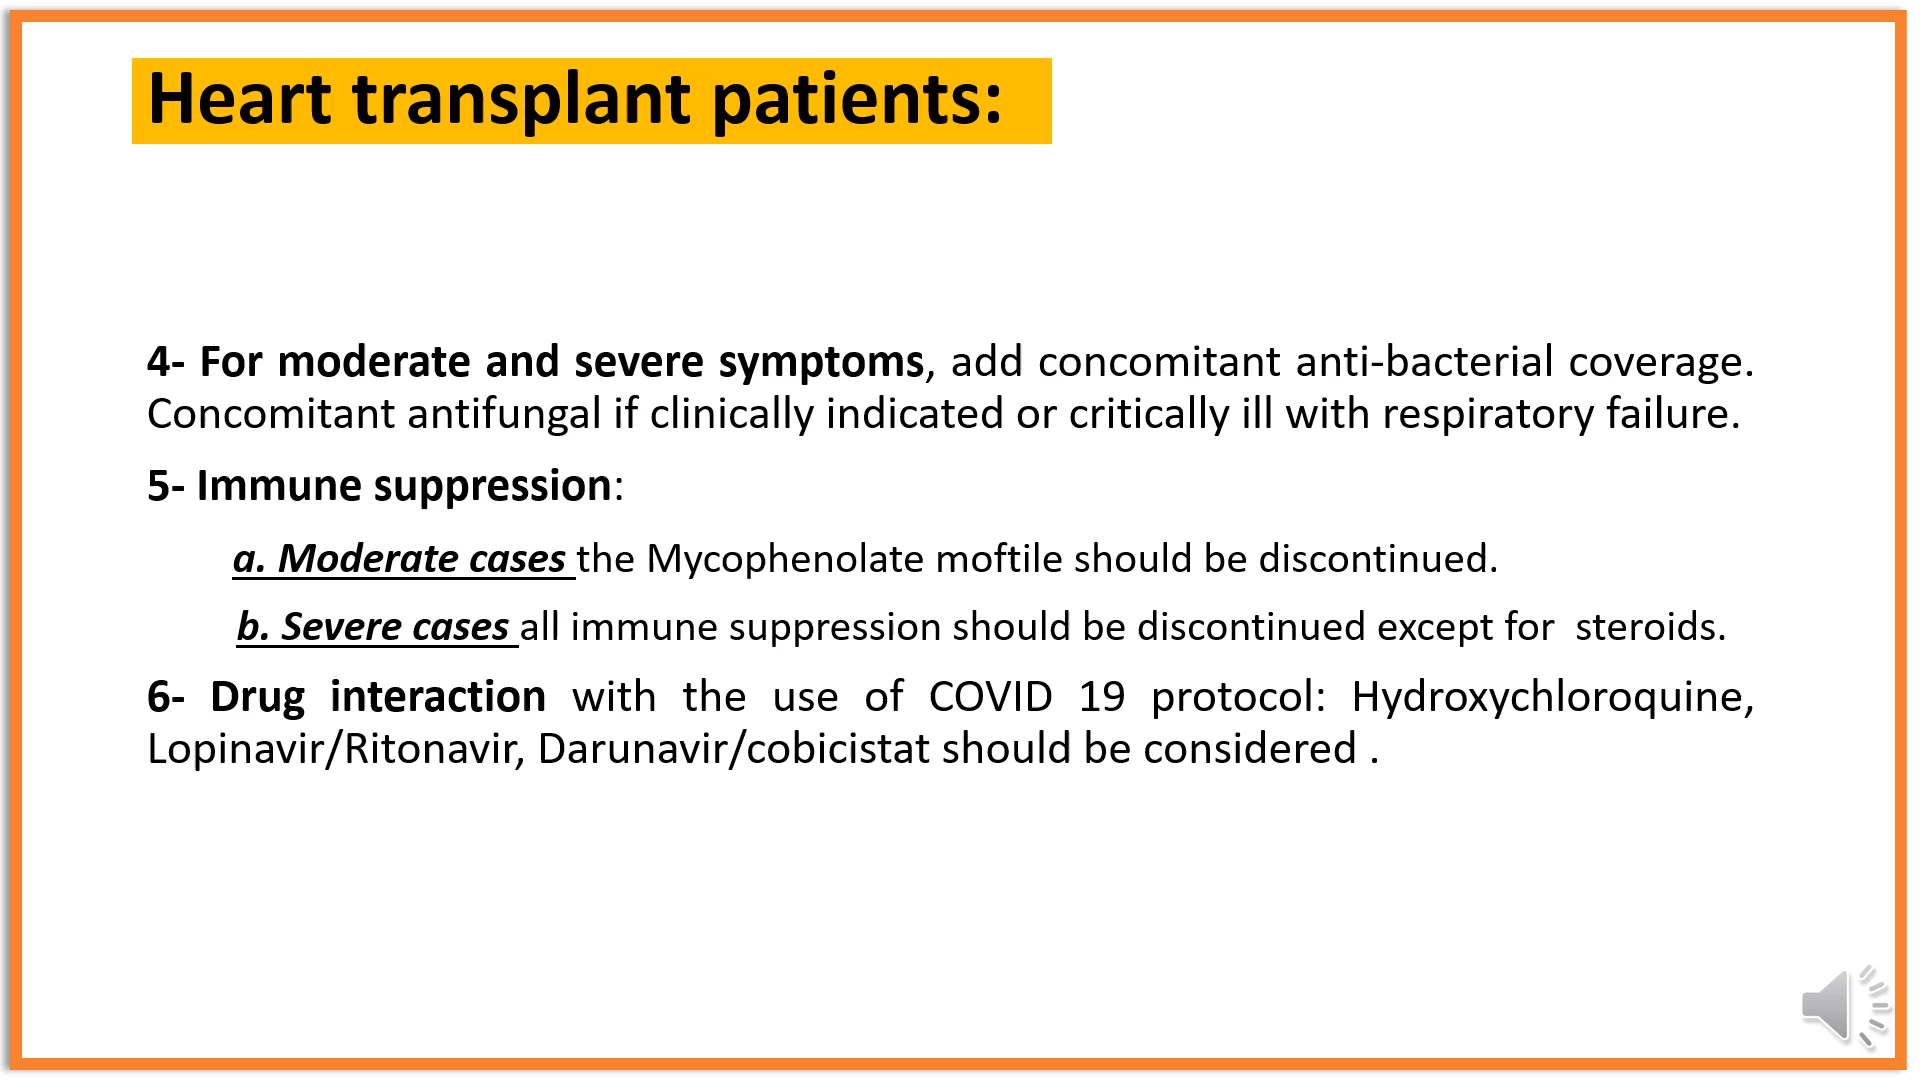 Heart transplant patients:
4- For moderate and severe symptoms, add concomitant anti-bacterial coverage.
Concomitant antifungal if clinically indicated or critically ill with respiratory failure.
5- Immune suppression:
a. Moderate cases the Mycophenolate moftile should be discontinued.
b. Severe cases all immune suppression should be discontinued except for  steroids.
6- Drug interaction with the use of COVID 19 protocol: Hydroxychloroquine,
Lopinavir/Ritonavir, Darunavir/cobicistat should be considered .